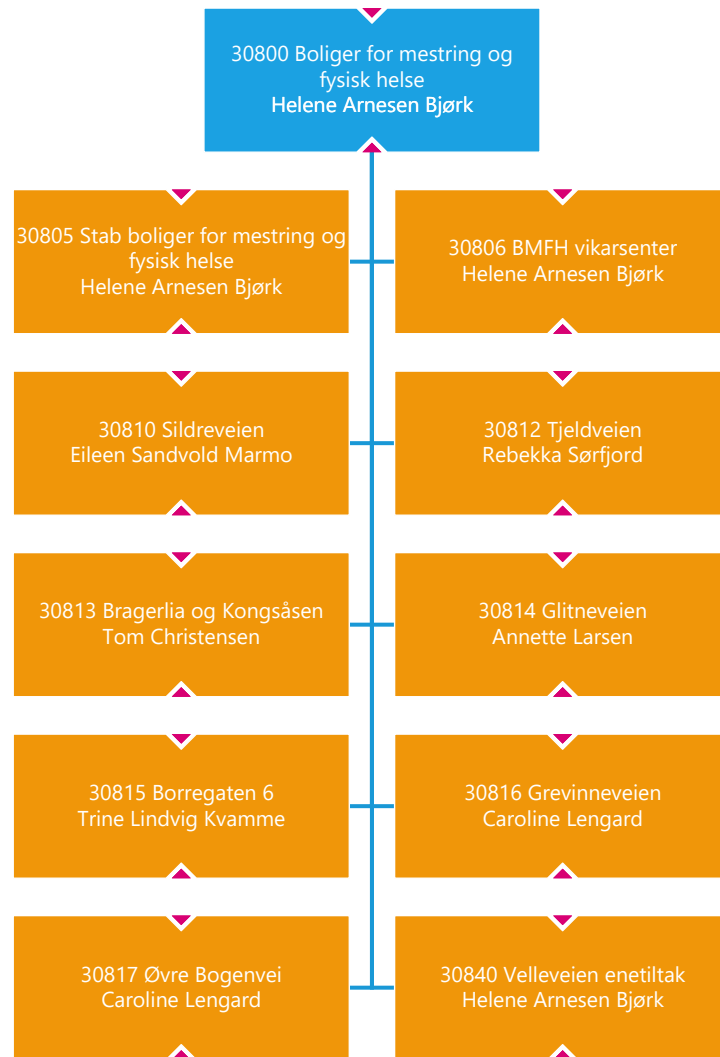 30800 Boliger for mestring og
fysisk helse
Helene Arnesen Bjørk
30805 Stab boliger for mestring og
fysisk helse
Helene Arnesen Bjørk
30806 BMFH vikarsenter
Helene Arnesen Bjørk
30810 Sildreveien
Eileen Sandvold Marmo
30812 Tjeldveien
Rebekka Sørfjord
30813 Bragerlia og Kongsåsen
Tom Christensen
30814 Glitneveien
Annette Larsen
30815 Borregaten 6
Trine Lindvig Kvamme
30816 Grevinneveien
Caroline Lengard
30817 Øvre Bogenvei
Caroline Lengard
30840 Velleveien enetiltak
Helene Arnesen Bjørk